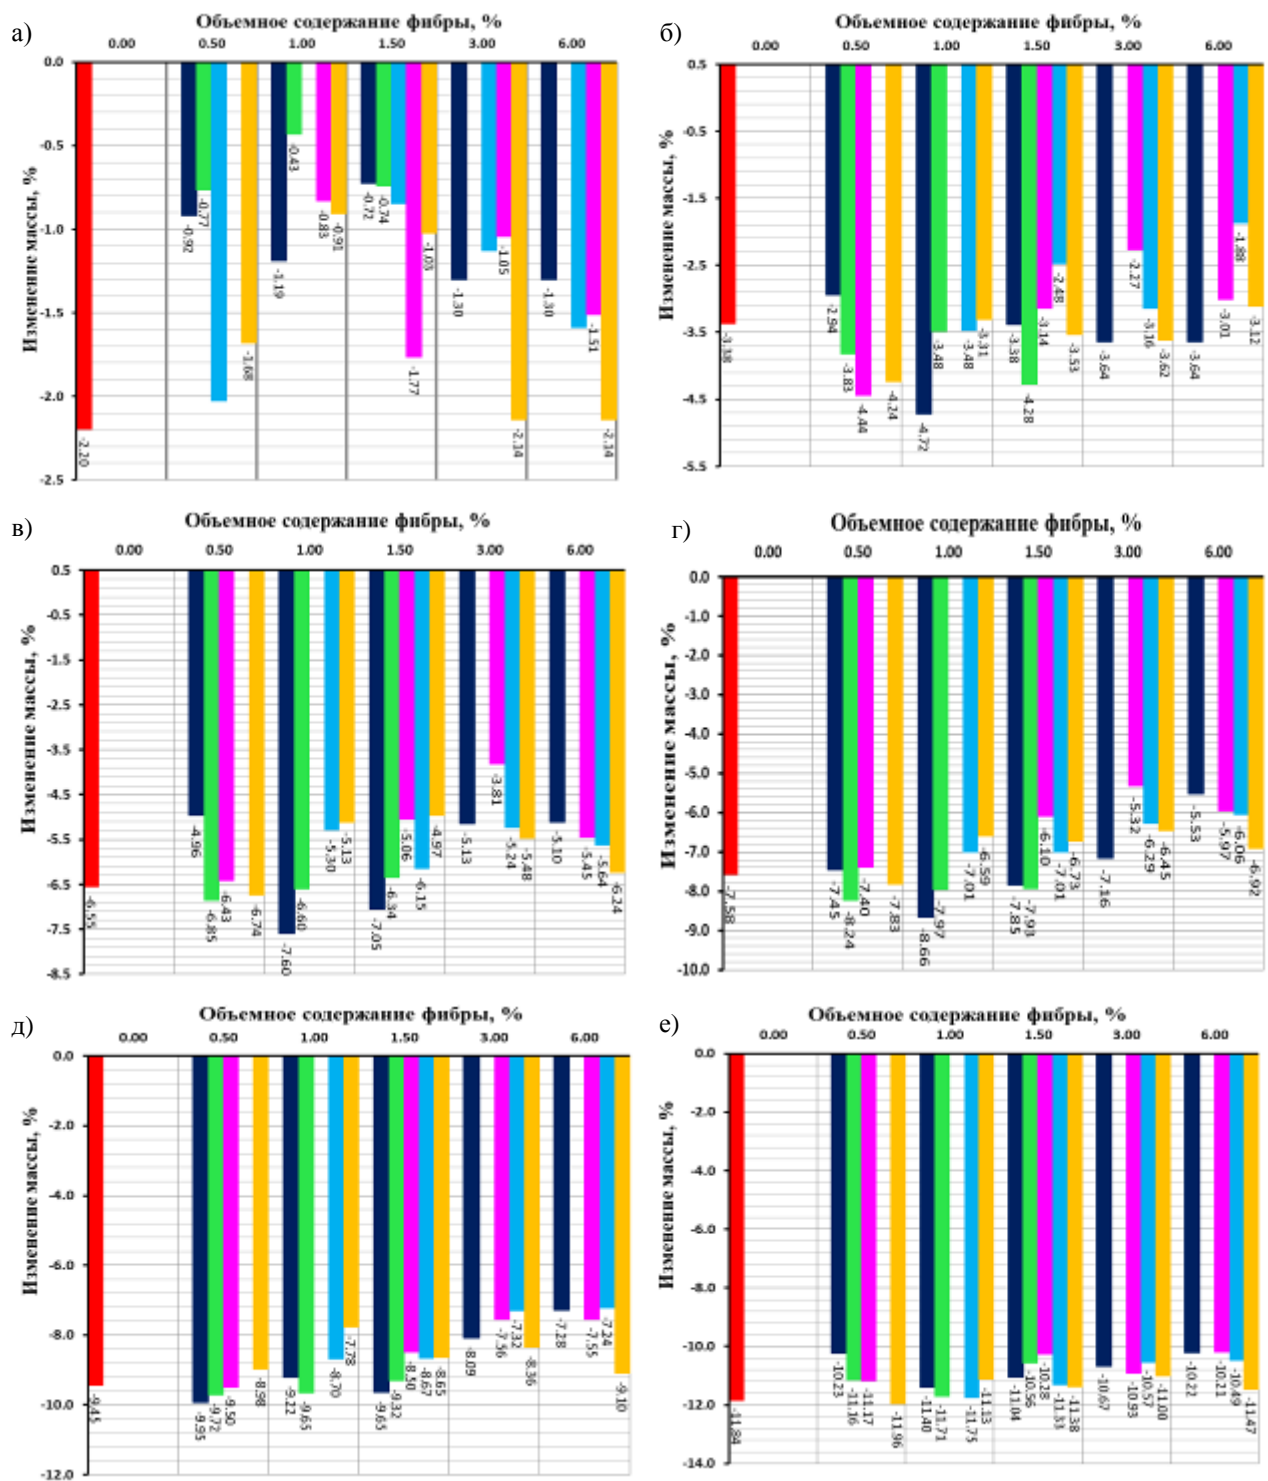 а)
Объемное содержание фибры, %
0.00 0.50 1.00 1.50 3.00 6.00
Изменение массы, %
0.0
-0.5
-1.0
-1.5
-2.0
-2.5
-2.20 -0.92 -0.77 -1.68 -1.19 -0.43 -0.83 -0.91 -0.72 -0.74 -1.77 -1.03 -1.30 -1.05 -2.14 -1.30 -1.51 -2.14
б)
Объемное содержание фибры, %
0.00 0.50 1.00 1.50 3.00 6.00
Изменение массы, %
0.5
-0.5
-1.5
-2.5
-3.5
-4.5
-5.5
-3.38 -2.94 -3.83 -4.44 -4.24 -4.72 -3.48 -3.48 -3.31 -3.38 -4.28 -3.14 -2.48 -3.53 -3.64 -2.27 -3.16 -3.62 -3.64 -3.01 -1.88 -3.12
в)
Объемное содержание фибры, %
0.00 0.50 1.00 1.50 3.00 6.00
Изменение массы, %
0.5
-0.5
-1.5
-2.5
-3.5
-4.5
-5.5
-6.5
-7.5
-8.5
-6.55 -4.96 -6.85 -6.43 -6.74 -7.60 -6.60 -5.30 -5.13 -7.05 -6.34 -5.06 -6.15 -4.97 -5.13 -3.81 -5.24 -5.48 -5.10 -5.45 -5.64 -6.24
г)
Объемное содержание фибры, %
0.00 0.50 1.00 1.50 3.00 6.00
Изменение массы, %
0.0
-1.0
-2.0
-3.0
-4.0
-5.0
-6.0
-7.0
-8.0
-9.0
-10.0
-7.58 -7.45 -8.24 -7.40 -7.83 -8.66 -7.97 -7.01 -6.59 -7.85 -7.93 -6.10 -7.01 -6.73 -7.16 -5.32 -6.29 -6.45 -5.53 -5.97 -6.06 -6.92
д)
Объемное содержание фибры, %
0.00 0.50 1.00 1.50 3.00 6.00
Изменение массы, %
0.0
-2.0
-4.0
-6.0
-8.0
-10.0
-12.0
-9.45 -9.95 -9.72 -9.50 -8.98 -9.22 -9.65 -8.70 -7.78 -9.65 -9.32 -8.50 -8.67 -8.65 -8.09 -7.56 -7.32 -8.36 -7.28 -7.55 -7.24 -9.10
е)
Объемное содержание фибры, %
0.00 0.50 1.00 1.50 3.00 6.00
Изменение массы, %
0.0
-2.0
-4.0
-6.0
-8.0
-10.0
-12.0
-14.0
-11.84 -10.23 -11.16 -11.17 -11.96 -11.40 -11.71 -11.75 -11.13 -11.04 -10.56 -10.28 -11.33 -11.38 -10.67 -10.93 -10.57 -11.00 -10.22 -10.21 -10.49 -11.47